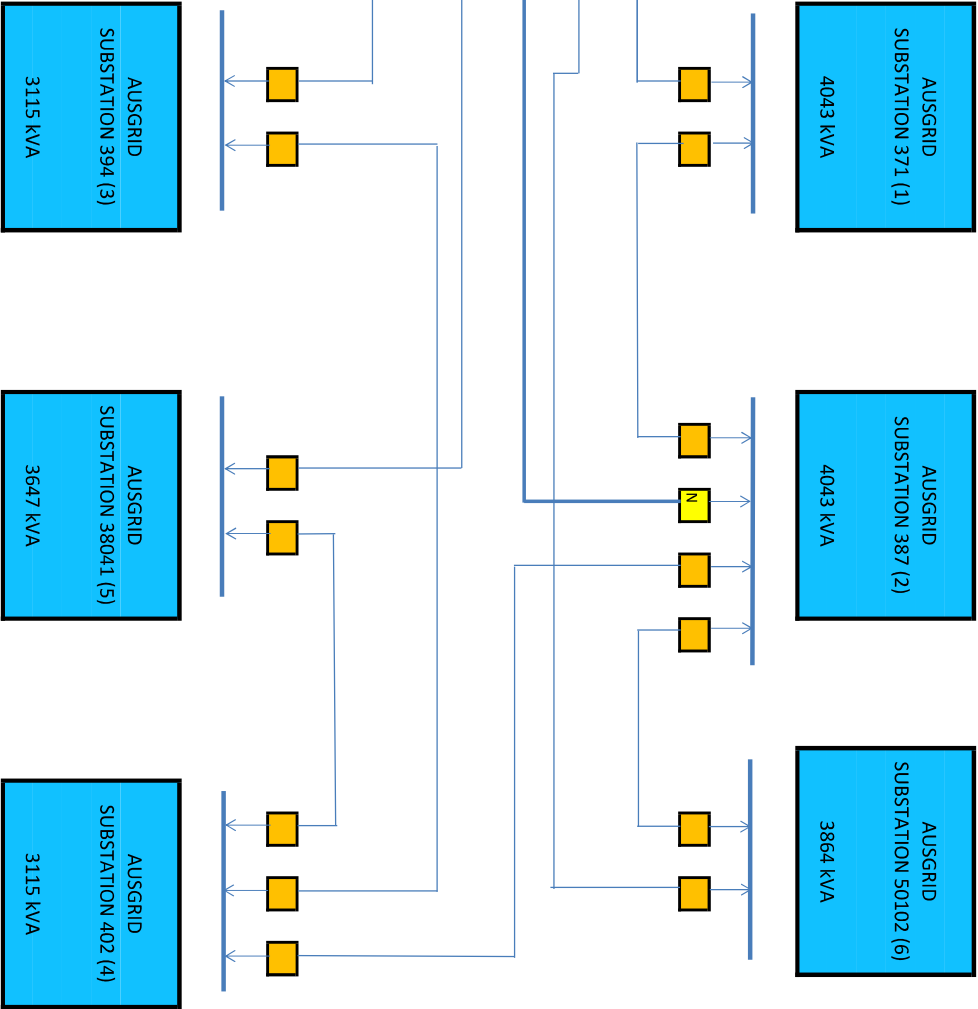 AUSGRID
SUBSTATION 371 (1)
4043 kVA
AUSGRID
SUBSTATION 387 (2)
4043 kVA
AUSGRID
SUBSTATION 50102 (6)
3864 kVA
N
AUSGRID
SUBSTATION 394 (3)
3115 kVA
AUSGRID
SUBSTATION 38041 (5)
3647 kVA
AUSGRID
SUBSTATION 402 (4)
3115 kVA